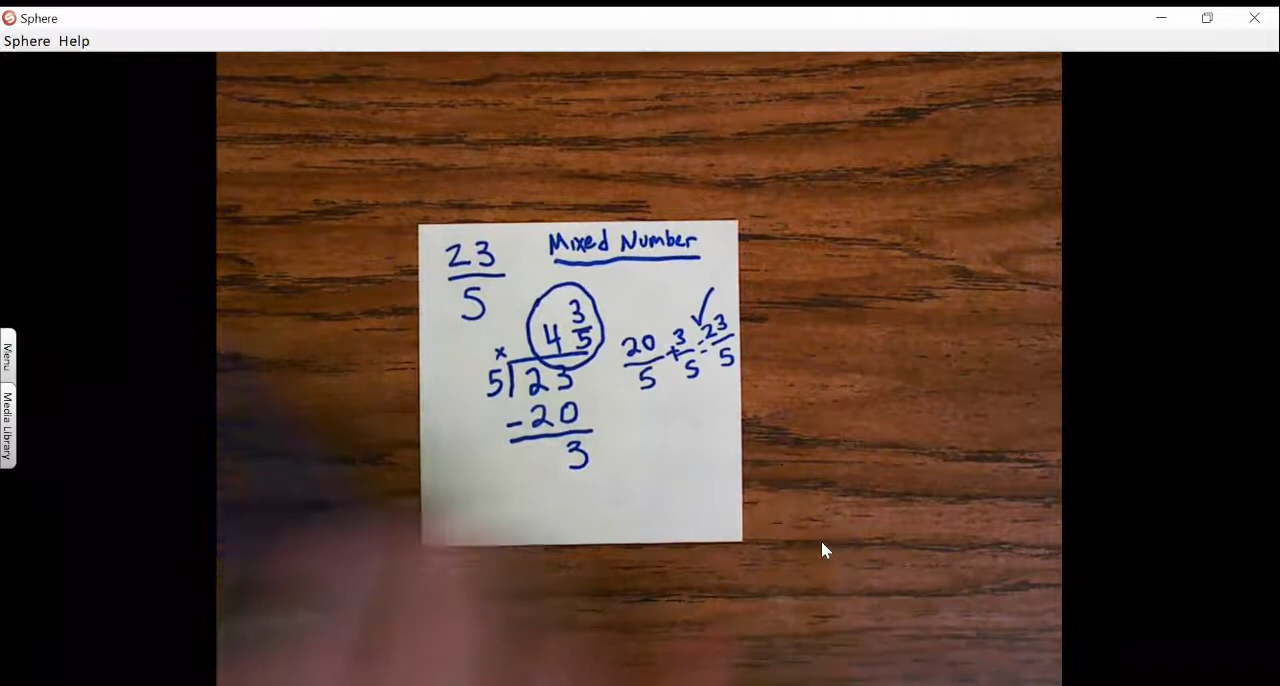 Sphere
Sphere Help
Menu
Media Library
Mixed Number
23/5
4 3/5
x
5) 23
-20
3
20/5 + 3/5 = 23/5 ✓